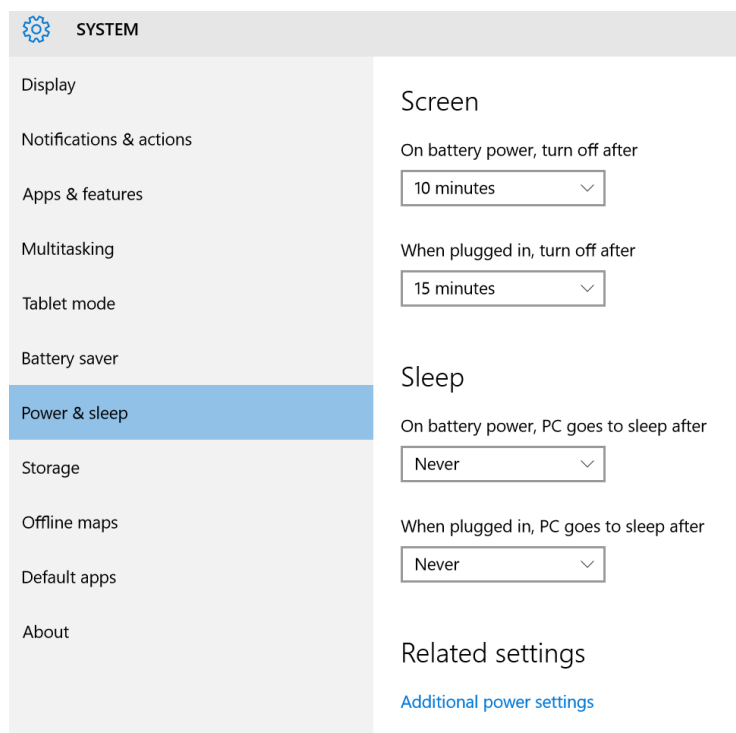 SYSTEM
Display
Notifications & actions
Apps & features
Multitasking
Tablet mode
Battery saver
Power & sleep
Storage
Offline maps
Default apps
About
Screen
On battery power, turn off after
10 minutes
When plugged in, turn off after
15 minutes
Sleep
On battery power, PC goes to sleep after
Never
When plugged in, PC goes to sleep after
Never
Related settings
Additional power settings